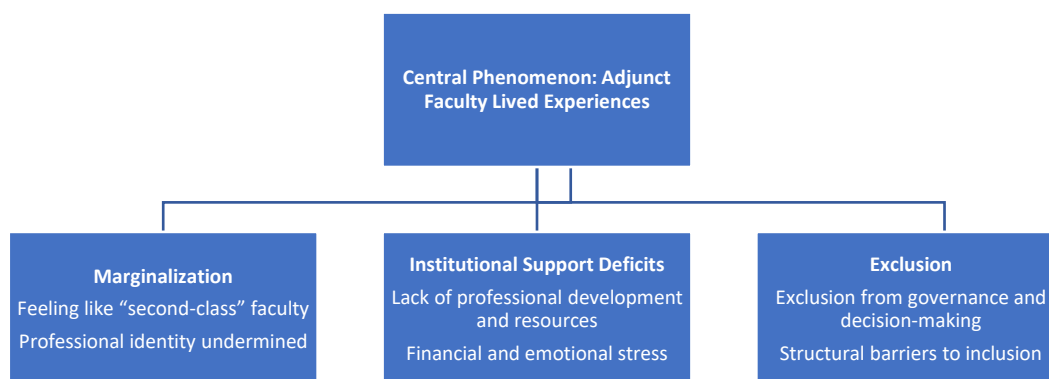 Central Phenomenon: Adjunct
Faculty Lived Experiences
Marginalization
Feeling like “second-class” faculty
Professional identity undermined
Institutional Support Deficits
Lack of professional development
and resources
Financial and emotional stress
Exclusion
Exclusion from governance and
decision-making
Structural barriers to inclusion